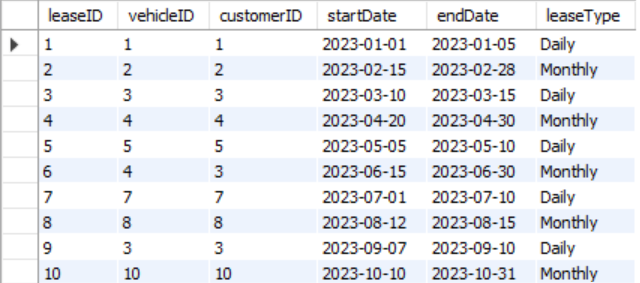 leaseID vehicleID customerID startDate endDate leaseType
1 1 1 2023-01-01 2023-01-05 Daily
2 2 2 2023-02-15 2023-02-28 Monthly
3 3 3 2023-03-10 2023-03-15 Daily
4 4 4 2023-04-20 2023-04-30 Monthly
5 5 5 2023-05-05 2023-05-10 Daily
6 4 3 2023-06-15 2023-06-30 Monthly
7 7 7 2023-07-01 2023-07-10 Daily
8 8 8 2023-08-12 2023-08-15 Monthly
9 3 3 2023-09-07 2023-09-10 Daily
10 10 10 2023-10-10 2023-10-31 Monthly